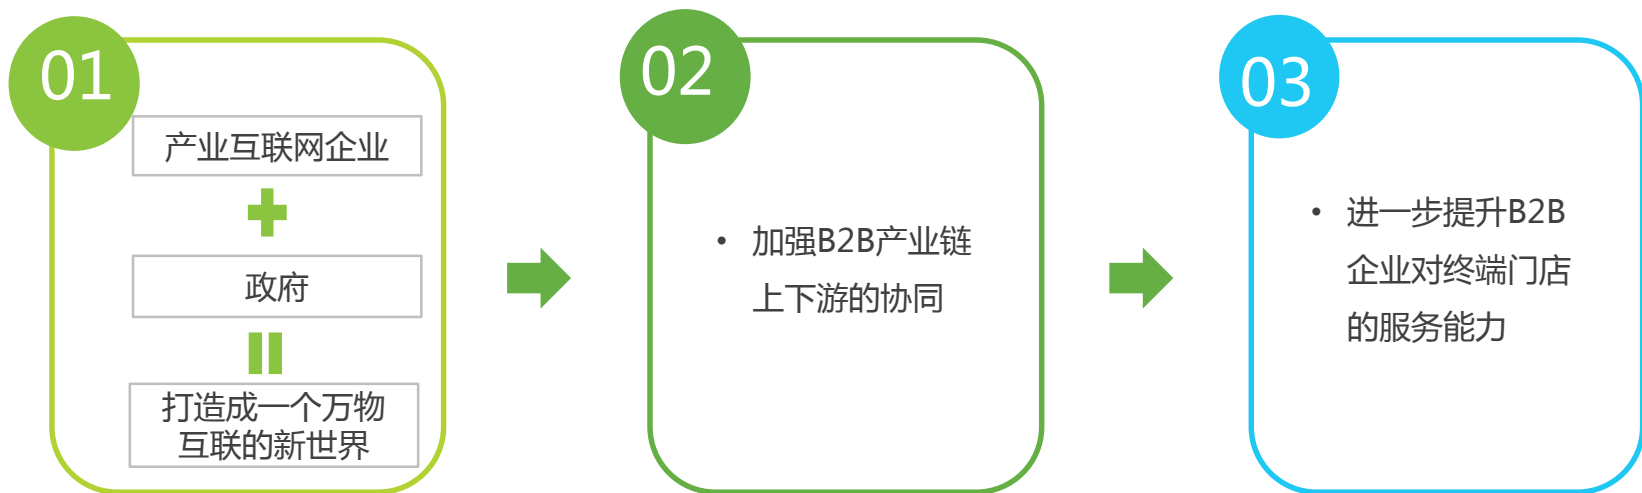 01
产业互联网企业
政府
打造成一个万物
互联的新世界
02
• 加强B2B产业链
上下游的协同
03
• 进一步提升B2B
企业对终端门店
的服务能力